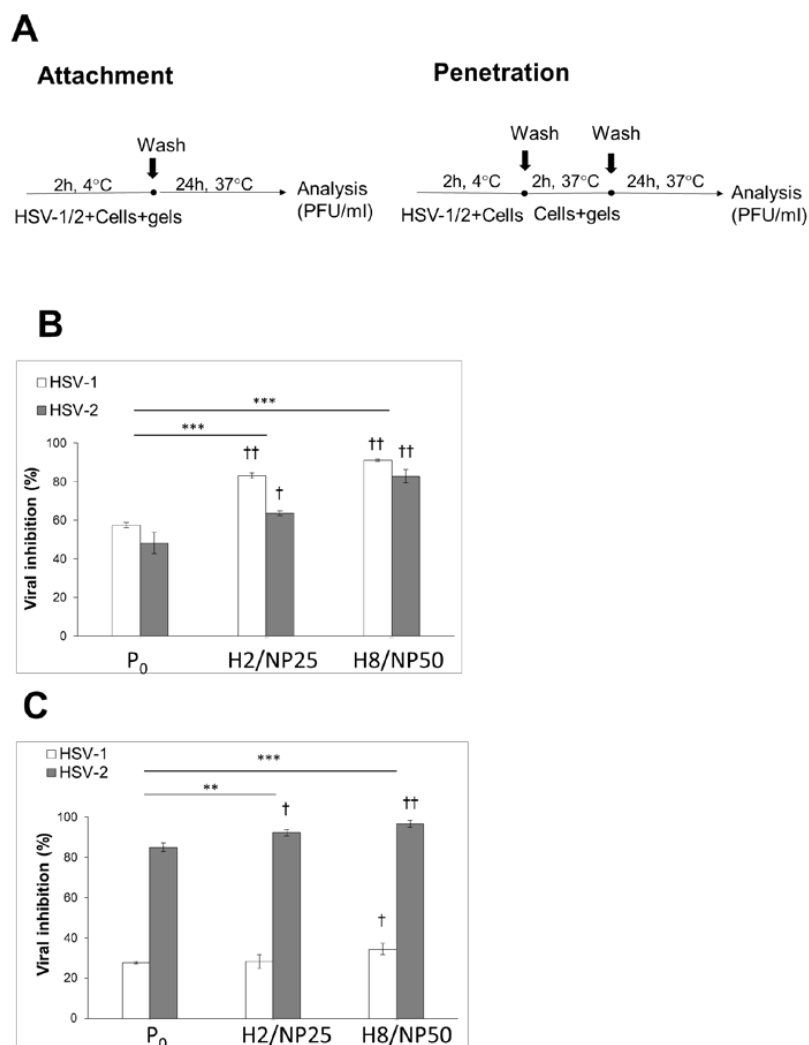 A
Attachment
Penetration
Wash
Wash
Wash
2h, 4°C
24h, 37°C
Analysis
(PFU/ml)
HSV-1/2+Cells+gels
2h, 4°C
2h, 37°C
24h, 37°C
Analysis
(PFU/ml)
HSV-1/2+Cells
Cells+gels
B
HSV-1
HSV-2
***
***
Viral inhibition (%)
100
80
60
40
20
0
††
†
††
††
P0
H2/NP25
H8/NP50
C
HSV-1
HSV-2
***
**
Viral inhibition (%)
100
80
60
40
20
0
†
†
††
P0
H2/NP25
H8/NP50